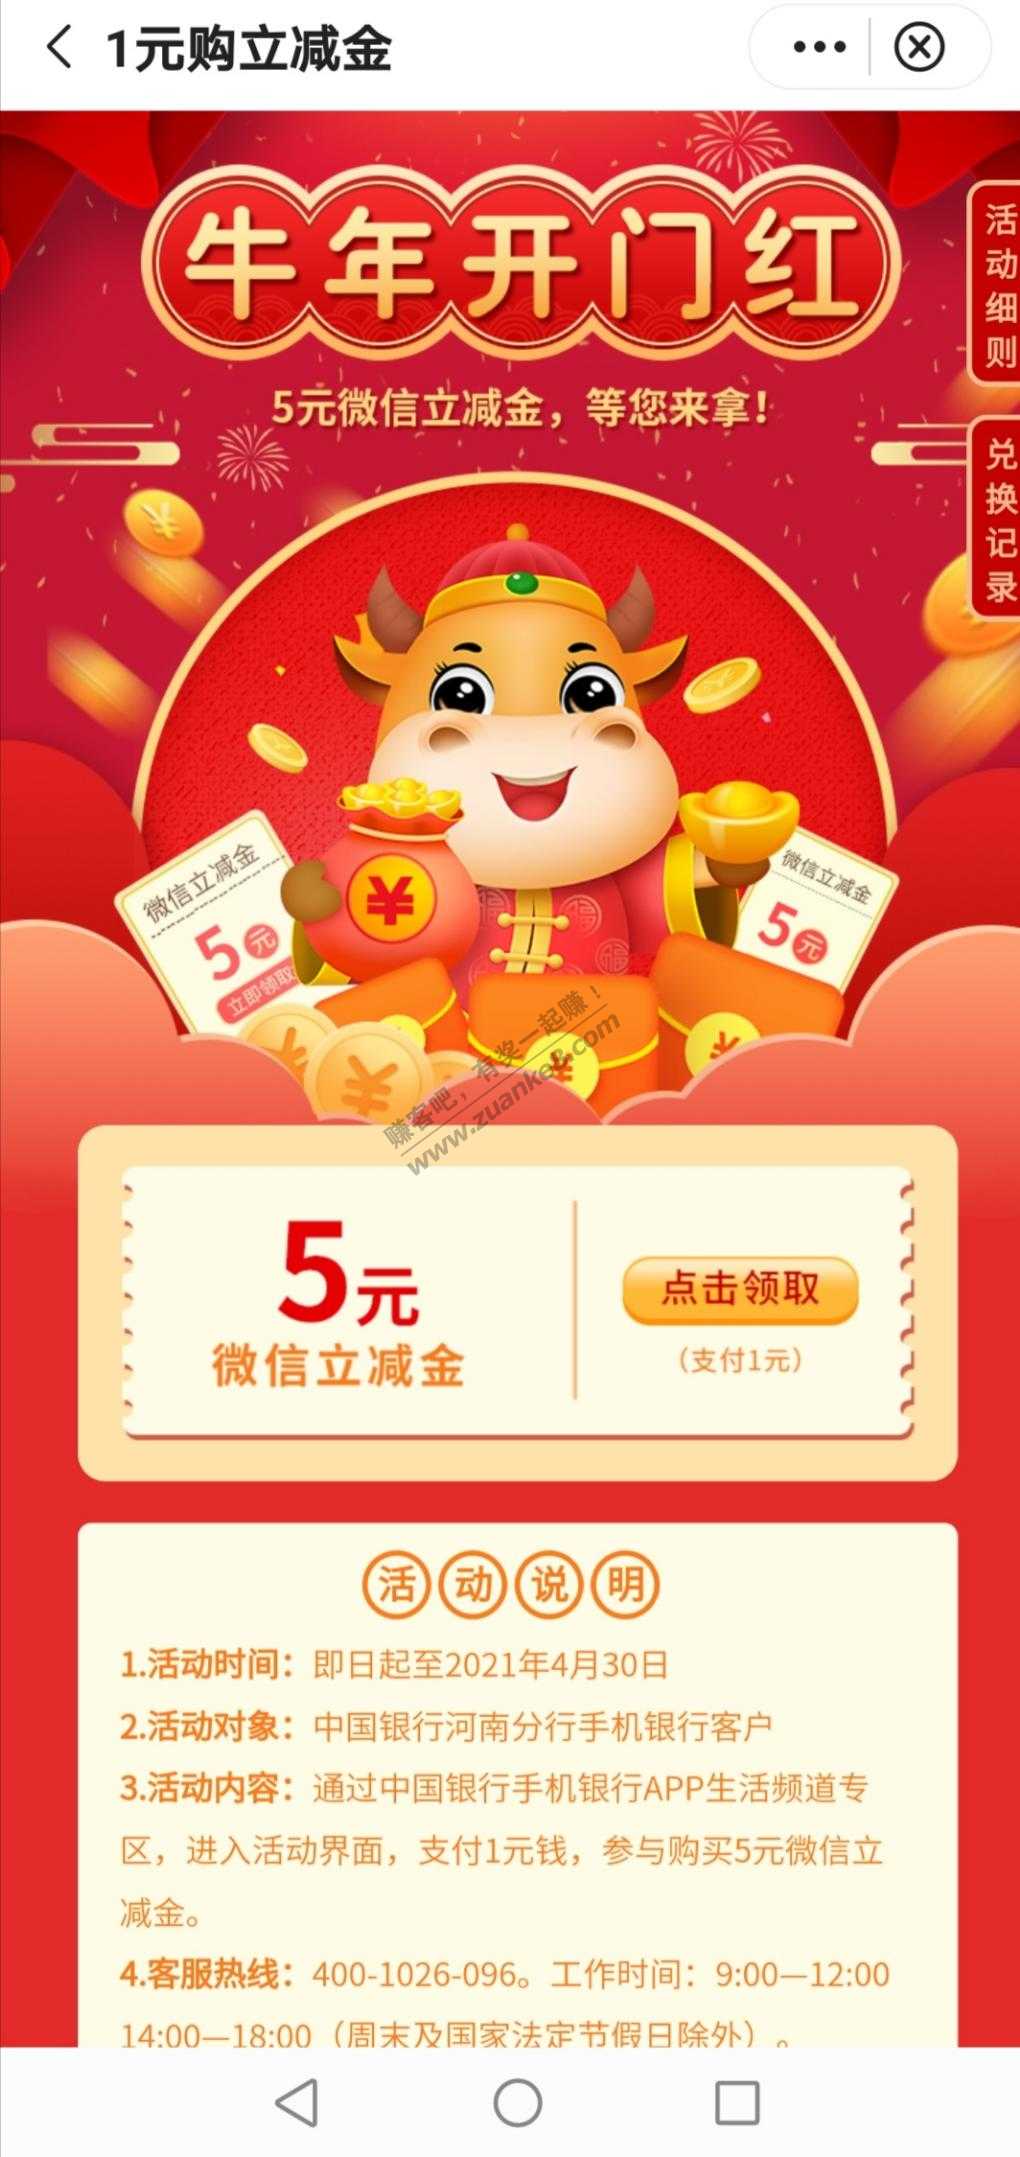 1元购立减金
牛年开门红
活动细则
5元微信立减金，等您来拿！
兑换记录
微信立减金
5元
立即领取
微信立减金
5元
赚客吧，有奖一起赚！
www.zuanke8.com
5元
微信立减金
点击领取
（支付1元）
活动说明
1.活动时间：即日起至2021年4月30日
2.活动对象：中国银行河南分行手机银行客户
3.活动内容：通过中国银行手机银行APP生活频道专
区，进入活动界面，支付1元钱，参与购买5元微信立
减金。
4.客服热线：400-1026-096。工作时间：9:00—12:00
14:00—18:00（周末及国家法定节假日除外）。